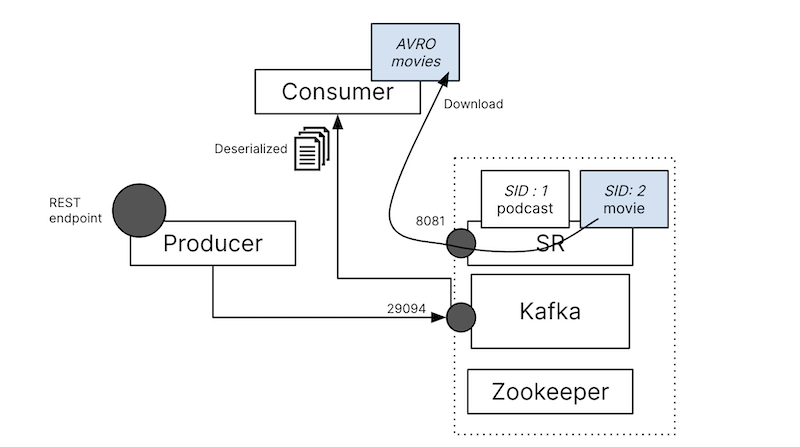 AVRO
movies
Consumer
Download
Deserialized
SID : 1
podcast
SID: 2
movie
REST
endpoint
8081
Producer
SR
29094
Kafka
Zookeeper